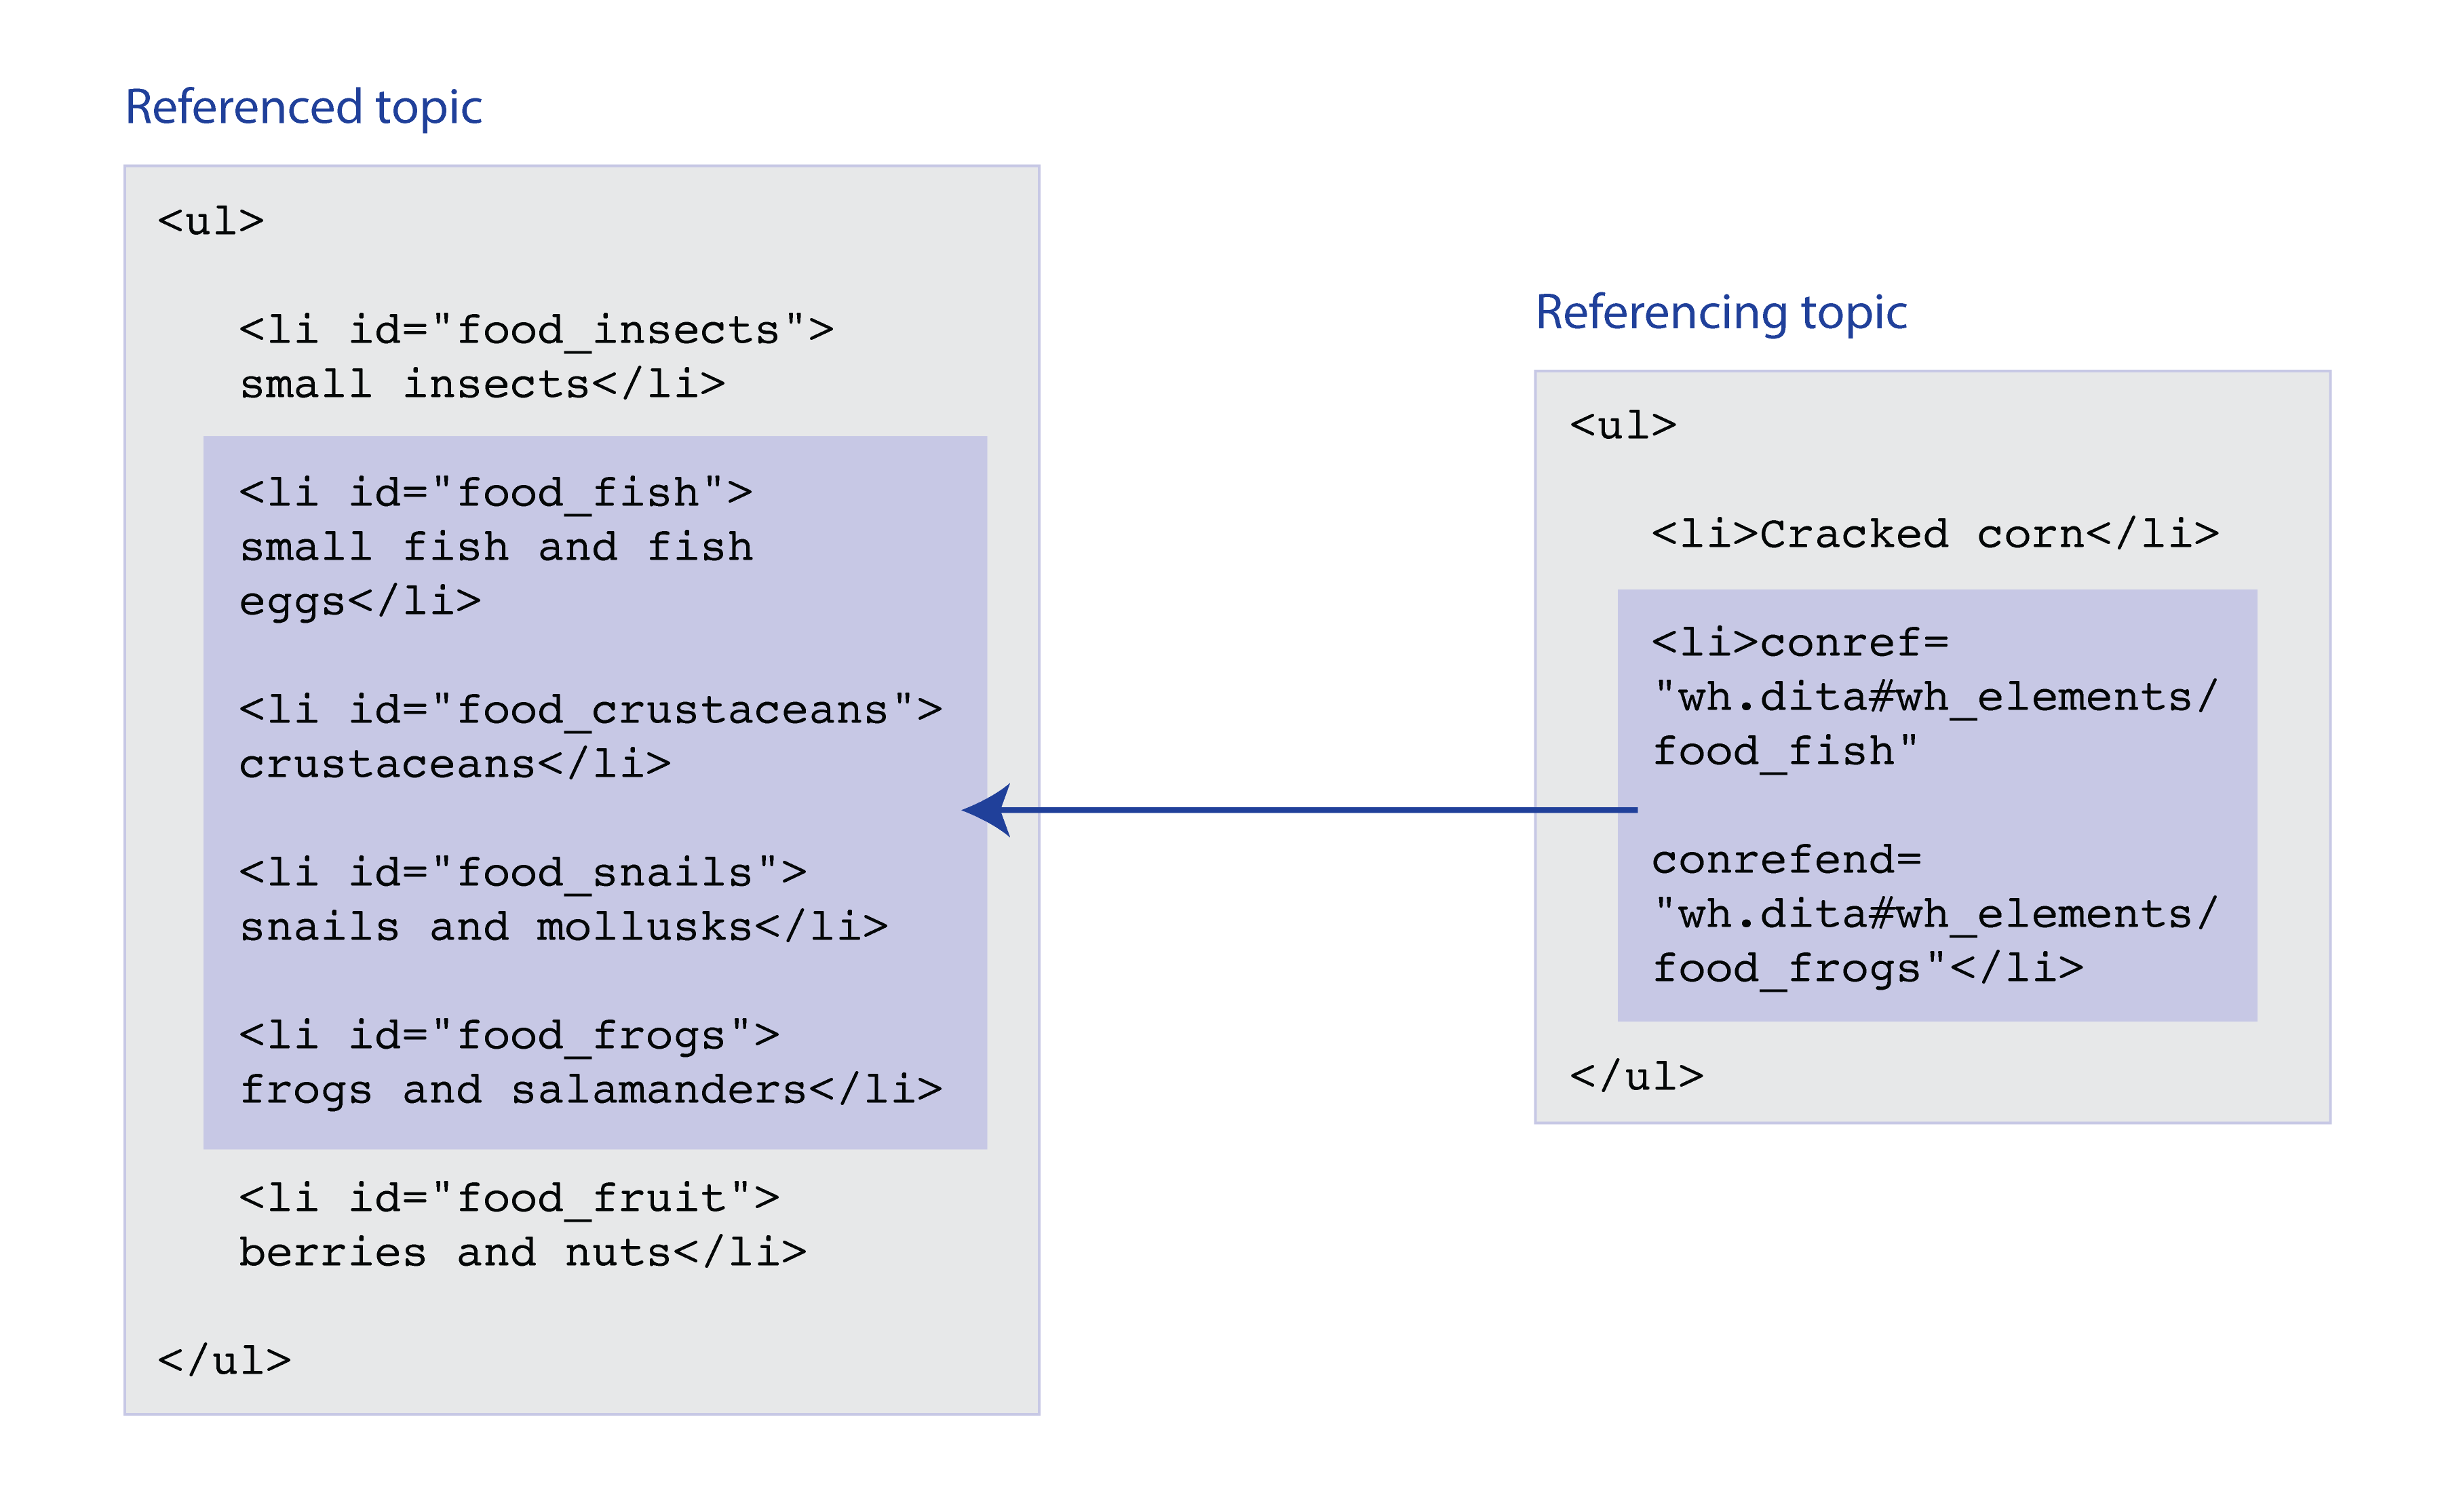 Referenced topic
<ul>
<li id="food_insects">
small insects</li>
<li id="food_fish">
small fish and fish
eggs</li>
<li id="food_crustaceans">
crustaceans</li>
<li id="food_snails">
snails and mollusks</li>
<li id="food_frogs">
frogs and salamanders</li>
<li id="food_fruit">
berries and nuts</li>
</ul>
Referencing topic
<ul>
<li>Cracked corn</li>
<li>conref=
"wh.dita#wh_elements/
food_fish"
conrefend=
"wh.dita#wh_elements/
food_frogs"</li>
</ul>